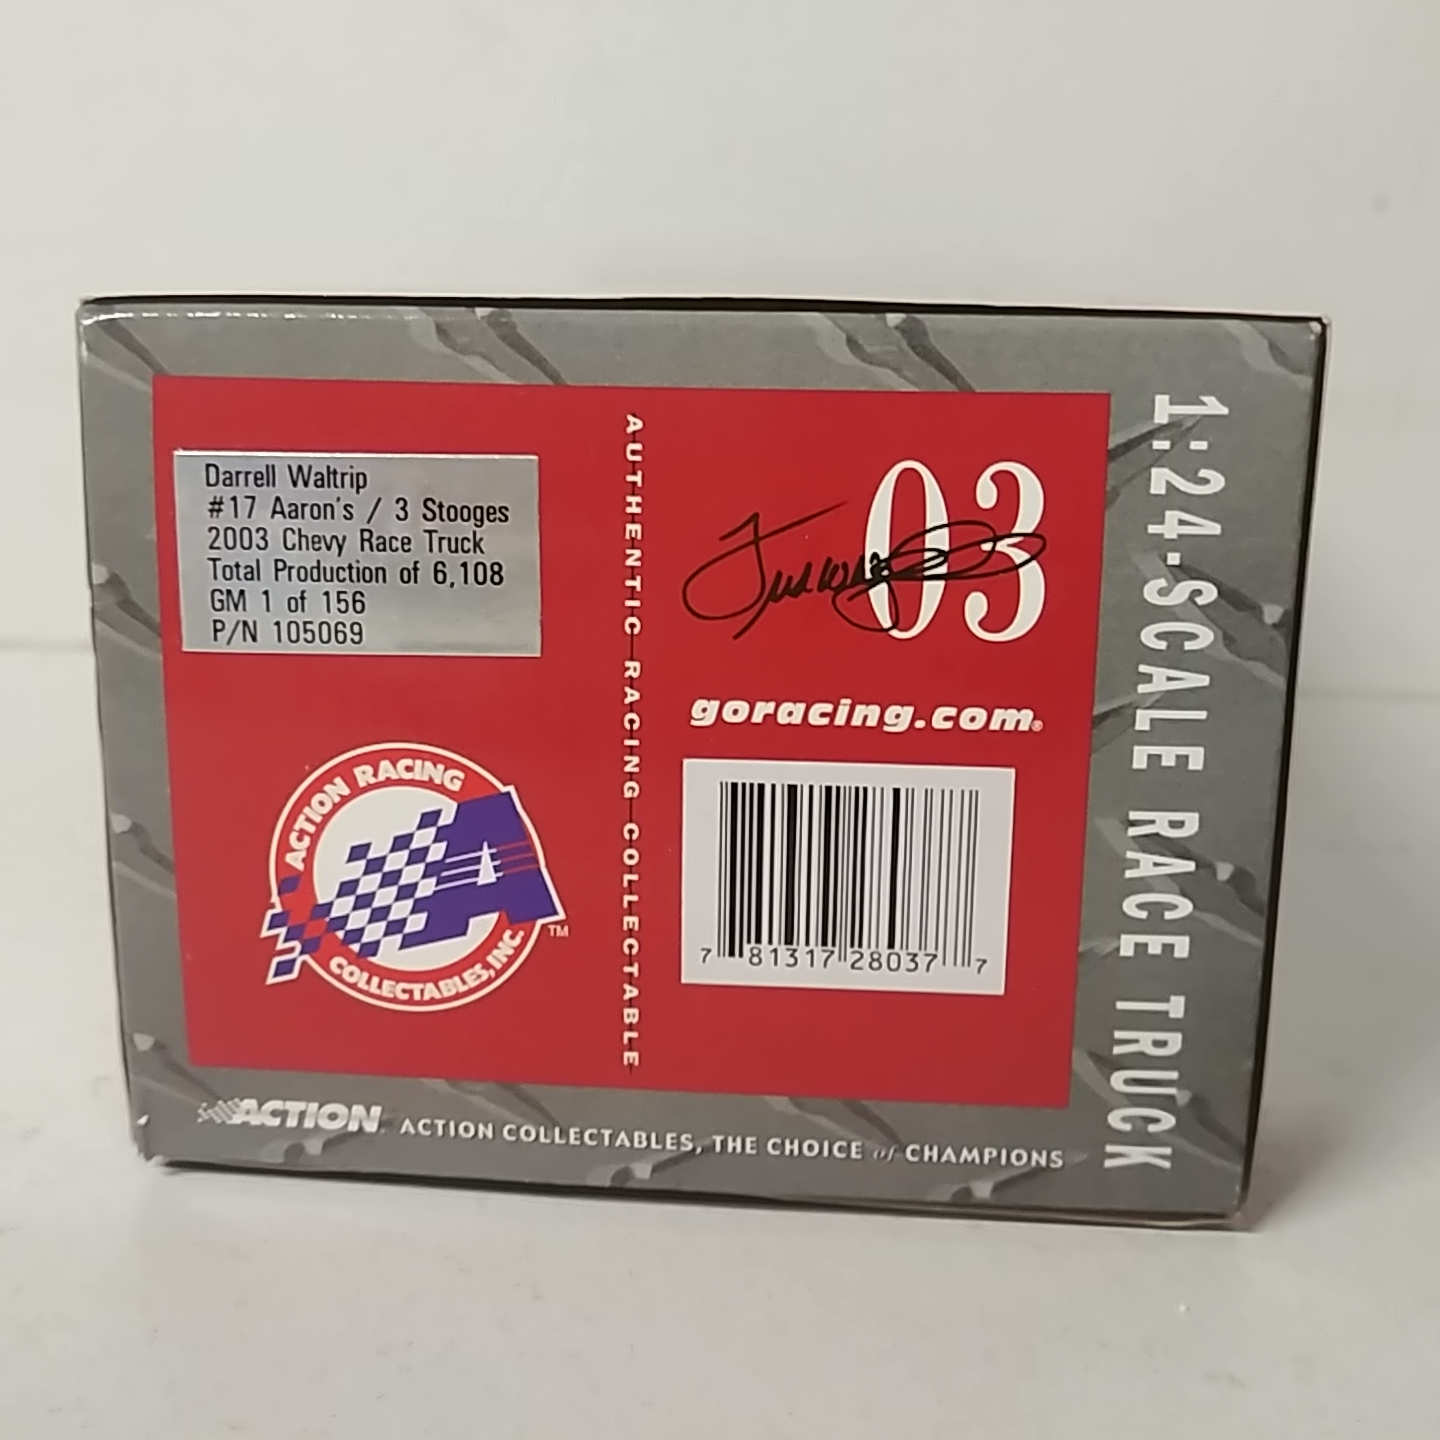 Darrell Waltrip
#17 Aaron's / 3 Stooges
2003 Chevy Race Truck
Total Production of 6,108
GM 1 of 156
P/N 105069
ACTION RACING
COLLECTABLES, INC.
TM
AUTHENTIC RACING COLLECTABLE
03
goracing.com®
7 81317 28037 7
1:24-SCALE RACE TRUCK
ACTION
ACTION COLLECTABLES, THE CHOICE of CHAMPIONS